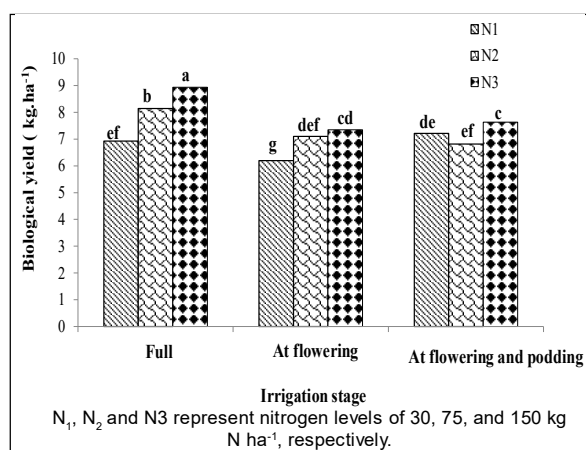 N1
N2
N3
Biological yield ( kg.ha⁻¹)
10
9
8
7
6
5
4
3
2
1
0
ef
b
a
g
def
cd
de
ef
c
Full
At flowering
At flowering and podding
Irrigation stage
N₁, N₂ and N3 represent nitrogen levels of 30, 75, and 150 kg
N ha⁻¹, respectively.